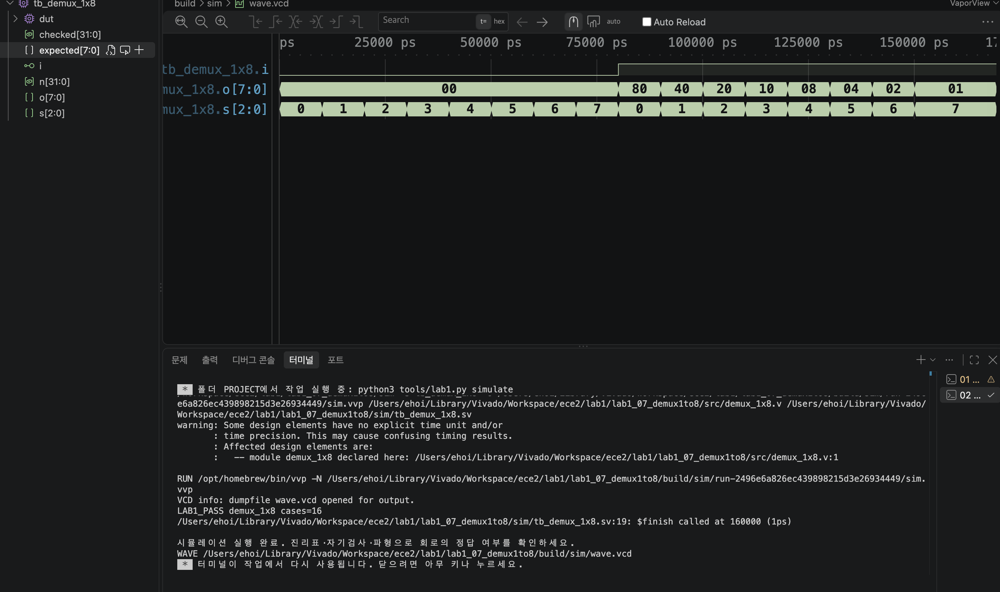 tb_demux_1x8
dut
checked[31:0]
expected[7:0]
i
n[31:0]
o[7:0]
s[2:0]
build > sim > wave.vcd
VaporView
Search
t=
hex
auto
Auto Reload
ps 25000 ps 50000 ps 75000 ps 100000 ps 125000 ps 150000 ps 17
tb_demux_1x8.i
mux_1x8.o[7:0] 00 80 40 20 10 08 04 02 01
mux_1x8.s[2:0] 0 1 2 3 4 5 6 7 0 1 2 3 4 5 6 7
문제 출력 디버그 콘솔 터미널 포트
01 ...
02 ...
* 폴더 PROJECT에서 작업 실행 중: python3 tools/lab1.py simulate
e6a826ec439898215d3e26934449/sim.vvp /Users/ehoi/Library/Vivado/Workspace/ece2/lab1/lab1_07_demux1to8/src/demux_1x8.v /Users/ehoi/Library/Vivado/
Workspace/ece2/lab1/lab1_07_demux1to8/sim/tb_demux_1x8.sv
warning: Some design elements have no explicit time unit and/or
: time precision. This may cause confusing timing results.
: Affected design elements are:
: -- module demux_1x8 declared here: /Users/ehoi/Library/Vivado/Workspace/ece2/lab1/lab1_07_demux1to8/src/demux_1x8.v:1
RUN /opt/homebrew/bin/vvp -N /Users/ehoi/Library/Vivado/Workspace/ece2/lab1/lab1_07_demux1to8/build/sim/run-2496e6a826ec439898215d3e26934449/sim.
vvp
VCD info: dumpfile wave.vcd opened for output.
LAB1_PASS demux_1x8 cases=16
/Users/ehoi/Library/Vivado/Workspace/ece2/lab1/lab1_07_demux1to8/sim/tb_demux_1x8.sv:19: $finish called at 160000 (1ps)
시뮬레이션 실행 완료. 진리표·자기검사·파형으로 회로의 정답 여부를 확인하세요.
WAVE /Users/ehoi/Library/Vivado/Workspace/ece2/lab1/lab1_07_demux1to8/build/sim/wave.vcd
* 터미널이 작업에서 다시 사용됩니다. 닫으려면 아무 키나 누르세요.